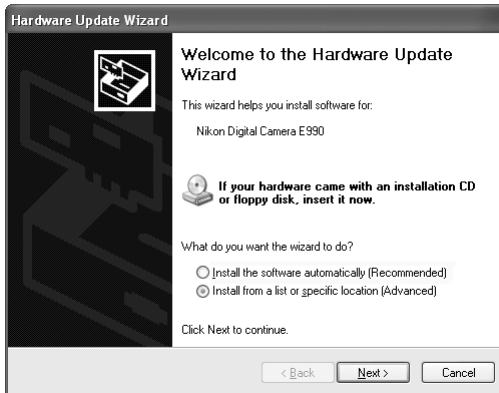 Hardware Update Wizard
Welcome to the Hardware Update
Wizard
This wizard helps you install software for:
Nikon Digital Camera E990
If your hardware came with an installation CD
or floppy disk, insert it now.
What do you want the wizard to do?
Install the software automatically (Recommended)
Install from a list or specific location (Advanced)
Click Next to continue.
< Back Next > Cancel